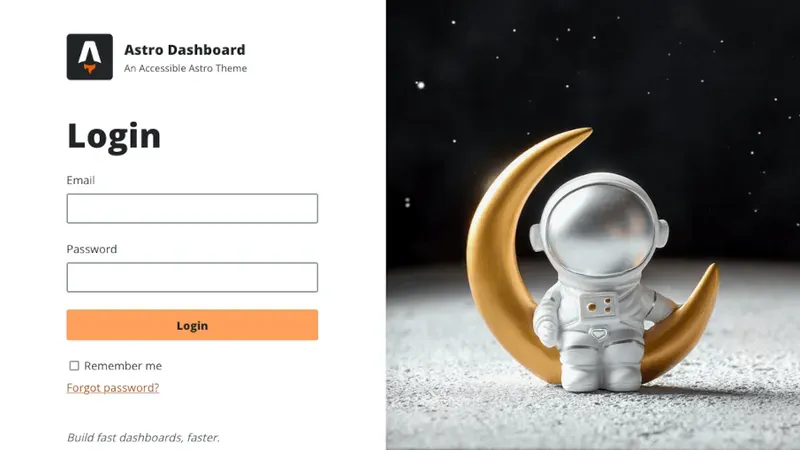 Astro Dashboard
An Accessible Astro Theme
Login
Email
Password
Login
Remember me
Forgot password?
Build fast dashboards, faster.